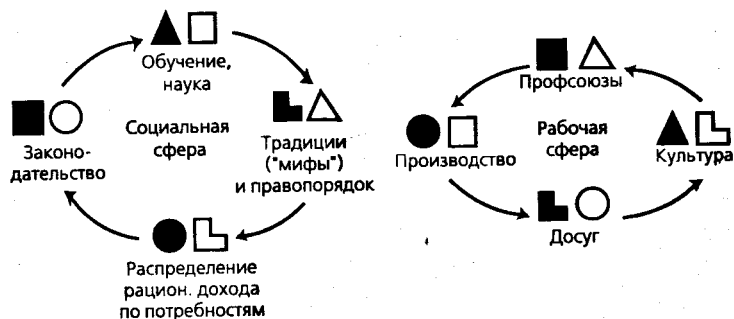 Обучение,
наука
Социальная
сфера
Законо-
дательство
Традиции
("мифы")
и правопорядок
Распределение
рацион. дохода
по потребностям
Профсоюзы
Рабочая
сфера
Производство
Культура
Досуг